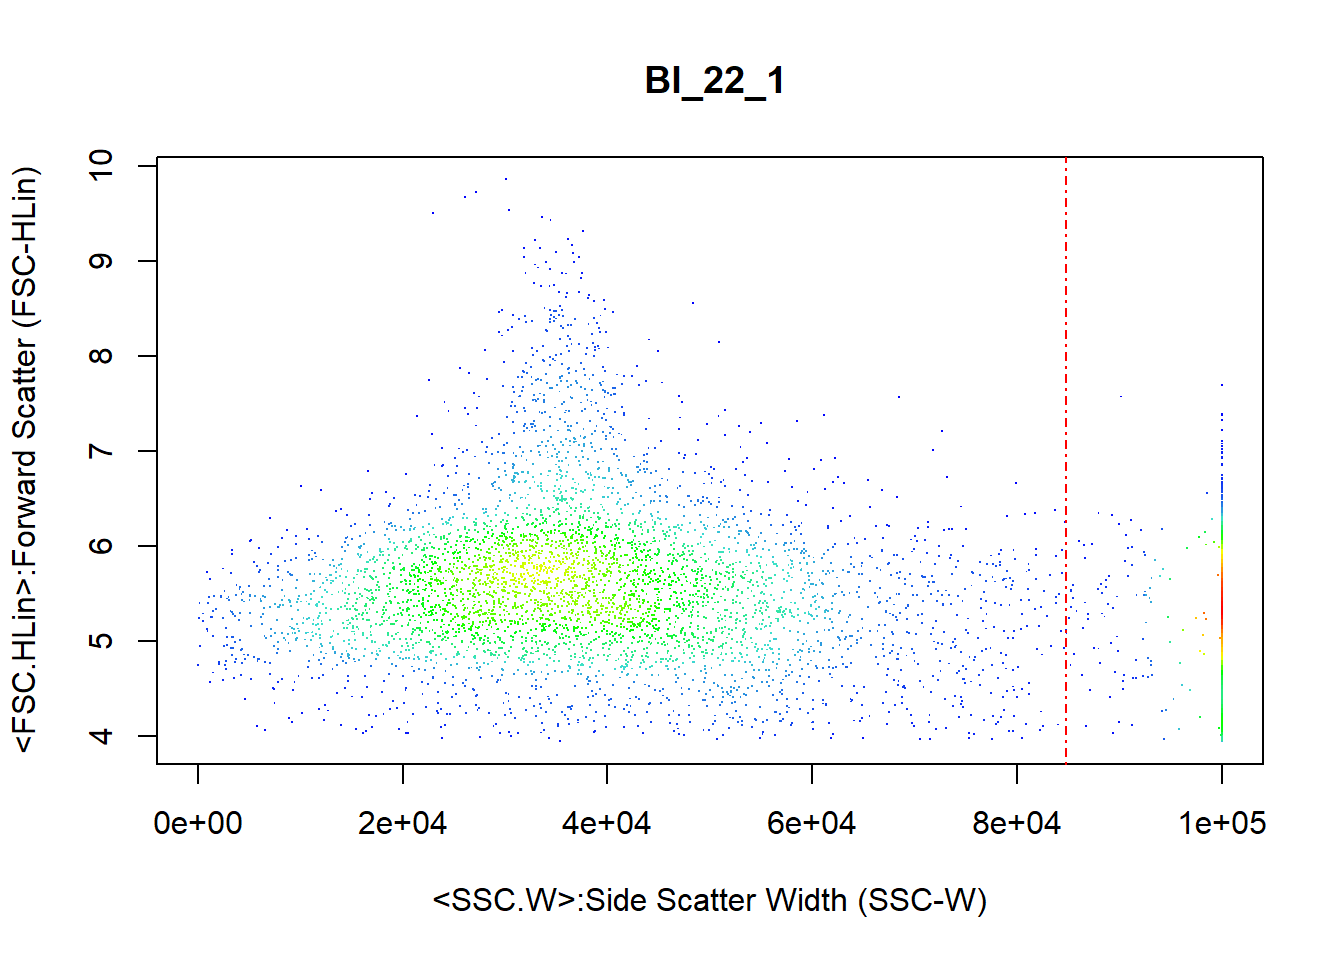 BI_22_1
<FSC.HLin>:Forward Scatter (FSC-HLin)
10
9
8
7
6
5
4
0e+00 2e+04 4e+04 6e+04 8e+04 1e+05
<SSC.W>:Side Scatter Width (SSC-W)